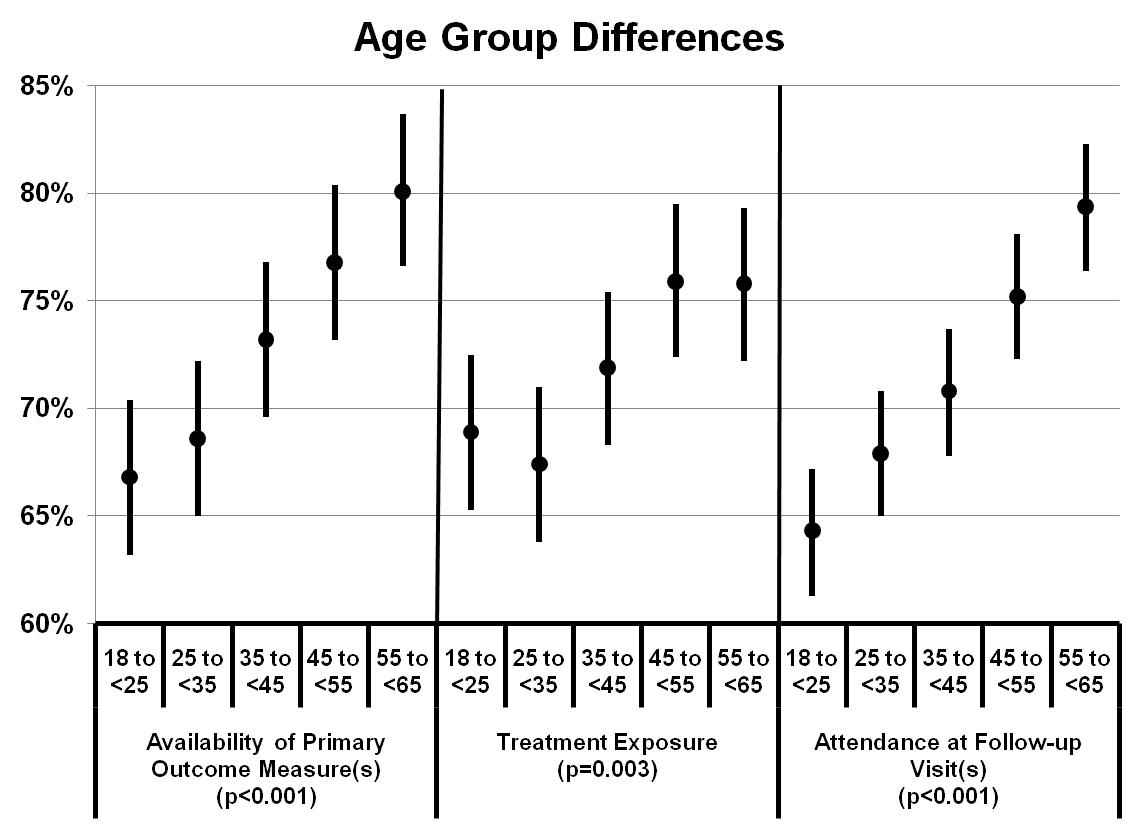 Age Group Differences
85%
80%
75%
70%
65%
60%
18 to 25 to 35 to 45 to 55 to 18 to 25 to 35 to 45 to 55 to 18 to 25 to 35 to 45 to 55 to
<25 <35 <45 <55 <65 <25 <35 <45 <55 <65 <25 <35 <45 <55 <65
Availability of Primary
Outcome Measure(s)
(p<0.001)
Treatment Exposure
(p=0.003)
Attendance at Follow-up
Visit(s)
(p<0.001)